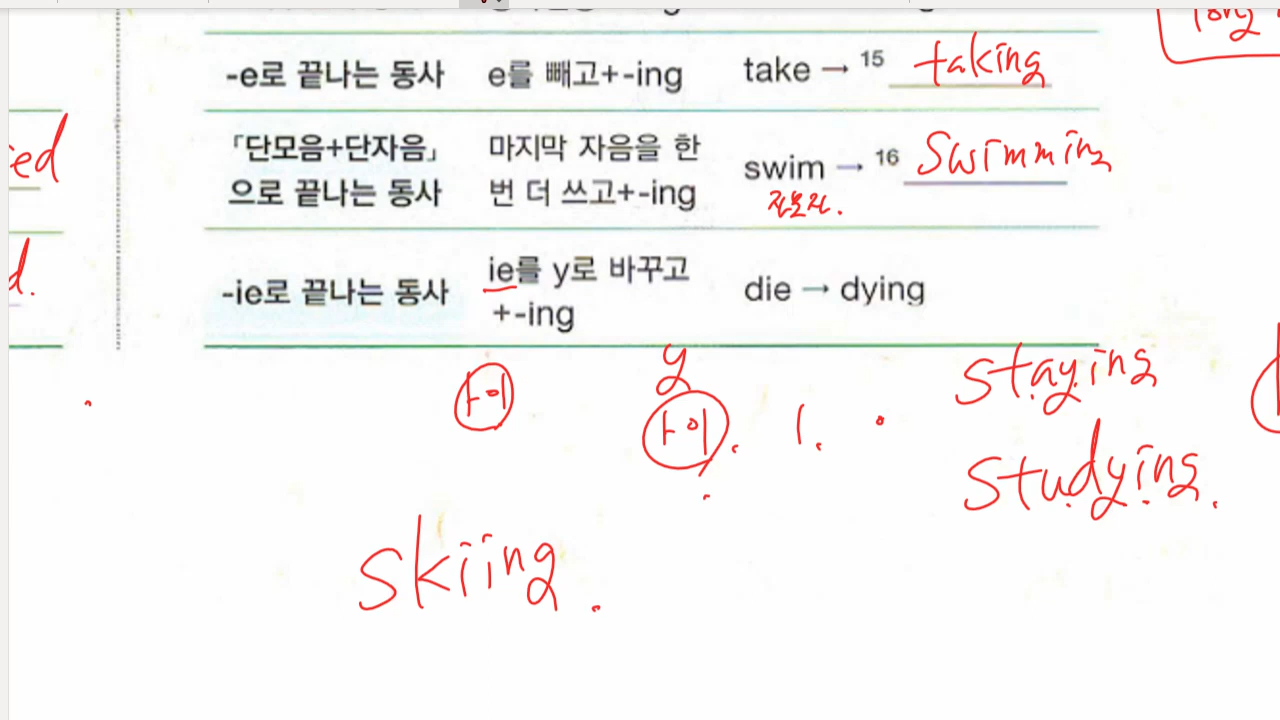 -e로 끝나는 동사 e를 빼고+-ing take → 15 taking
「단모음+단자음」 마지막 자음을 한
으로 끝나는 동사 번 더 쓰고+-ing swim → 16 Swimming
ied
d.
-ie로 끝나는 동사 ie를 y로 바꾸고
+-ing die → dying
y
staying
studying.
skiing.